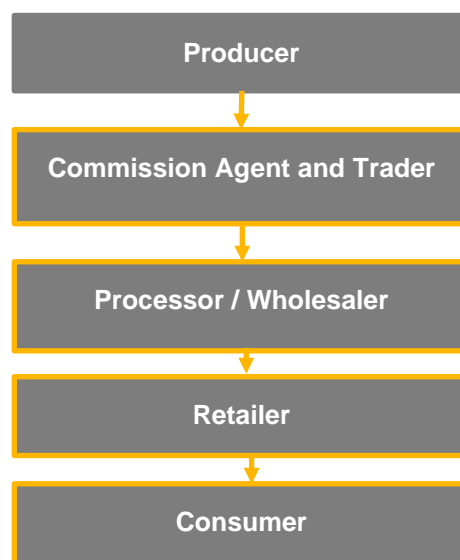 Producer
Commission Agent and Trader
Processor / Wholesaler
Retailer
Consumer